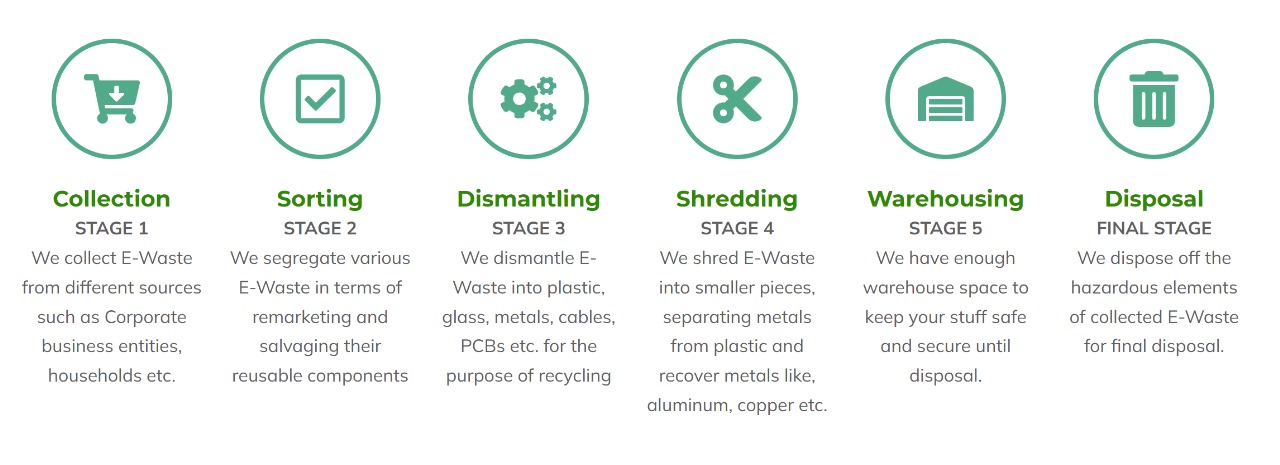 Collection
STAGE 1
We collect E-Waste
from different sources
such as Corporate
business entities,
households etc.
Sorting
STAGE 2
We segregate various
E-Waste in terms of
remarketing and
salvaging their
reusable components
Dismantling
STAGE 3
We dismantle E-
Waste into plastic,
glass, metals, cables,
PCBs etc. for the
purpose of recycling
Shredding
STAGE 4
We shred E-Waste
into smaller pieces,
separating metals
from plastic and
recover metals like,
aluminum, copper etc.
Warehousing
STAGE 5
We have enough
warehouse space to
keep your stuff safe
and secure until
disposal.
Disposal
FINAL STAGE
We dispose off the
hazardous elements
of collected E-Waste
for final disposal.